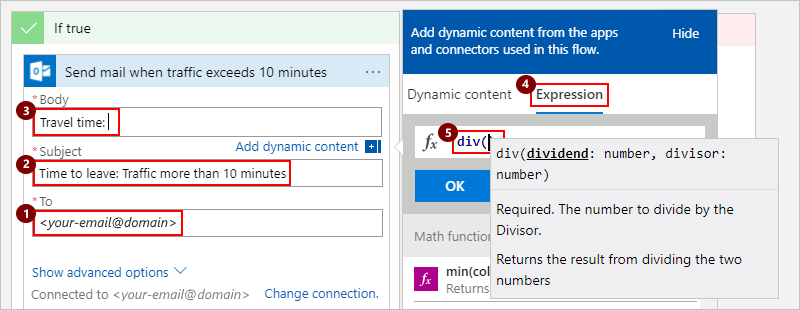 If true
Send mail when traffic exceeds 10 minutes
...
* Body
3
Travel time:
Add dynamic content
* Subject
2
Time to leave: Traffic more than 10 minutes
* To
1
<your-email@domain>
Show advanced options
Connected to <your-email@domain>
Change connection.
Add dynamic content from the apps
and connectors used in this flow.
Hide
Dynamic content
4
Expression
5
fx
div(
OK
div(dividend: number, divisor:
number)
Required. The number to divide by the
Divisor.
Returns the result from dividing the two
numbers
Math function
fx
min(col
Returns